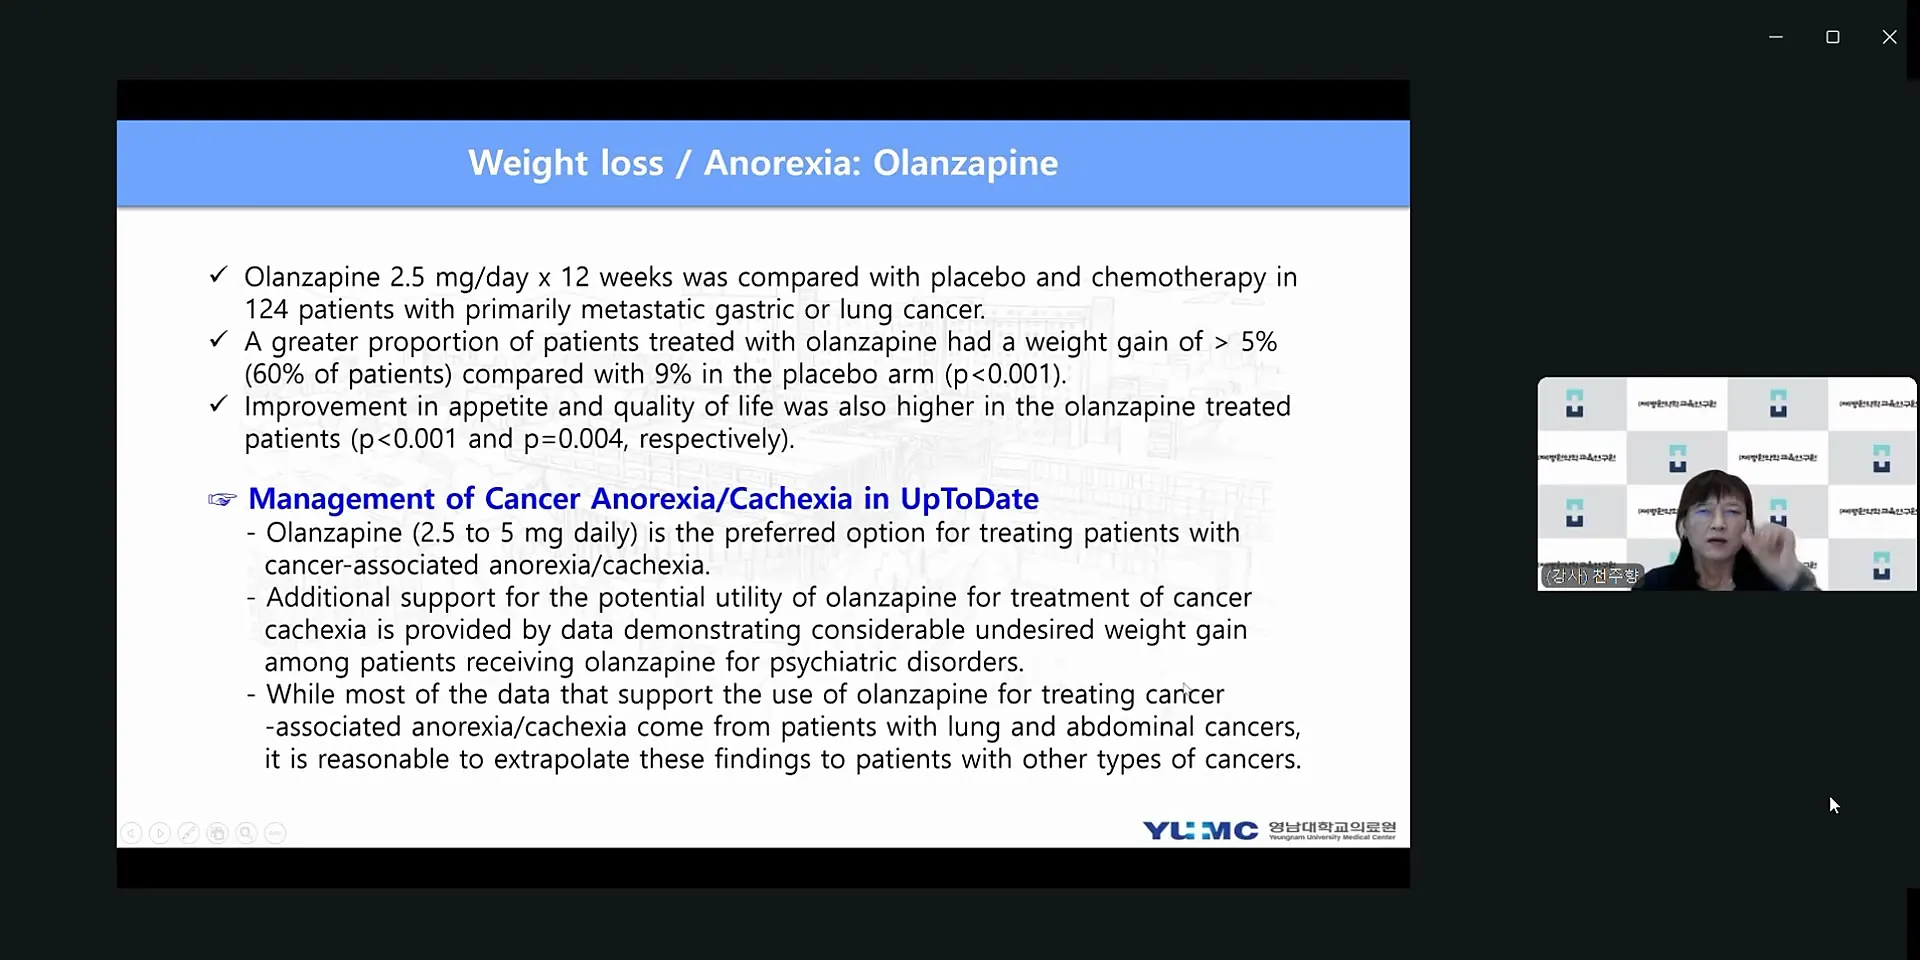 Weight loss / Anorexia: Olanzapine
✓ Olanzapine 2.5 mg/day x 12 weeks was compared with placebo and chemotherapy in
124 patients with primarily metastatic gastric or lung cancer.
✓ A greater proportion of patients treated with olanzapine had a weight gain of > 5%
(60% of patients) compared with 9% in the placebo arm (p<0.001).
✓ Improvement in appetite and quality of life was also higher in the olanzapine treated
patients (p<0.001 and p=0.004, respectively).
☞ Management of Cancer Anorexia/Cachexia in UpToDate
- Olanzapine (2.5 to 5 mg daily) is the preferred option for treating patients with
cancer-associated anorexia/cachexia.
- Additional support for the potential utility of olanzapine for treatment of cancer
cachexia is provided by data demonstrating considerable undesired weight gain
among patients receiving olanzapine for psychiatric disorders.
- While most of the data that support the use of olanzapine for treating cancer
-associated anorexia/cachexia come from patients with lung and abdominal cancers,
it is reasonable to extrapolate these findings to patients with other types of cancers.
YUMC 영남대학교의료원
Yeungnam University Medical Center
(강사) 천주향